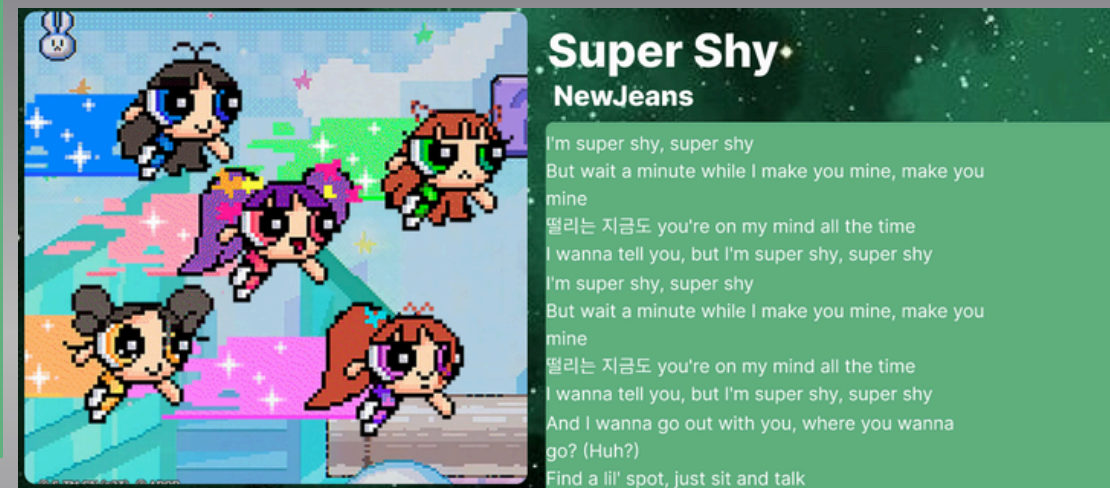 Super Shy
NewJeans
I'm super shy, super shy
But wait a minute while I make you mine, make you
mine
떨리는 지금도 you're on my mind all the time
I wanna tell you, but I'm super shy, super shy
I'm super shy, super shy
But wait a minute while I make you mine, make you
mine
떨리는 지금도 you're on my mind all the time
I wanna tell you, but I'm super shy, super shy
And I wanna go out with you, where you wanna
go? (Huh?)
Find a lil' spot, just sit and talk